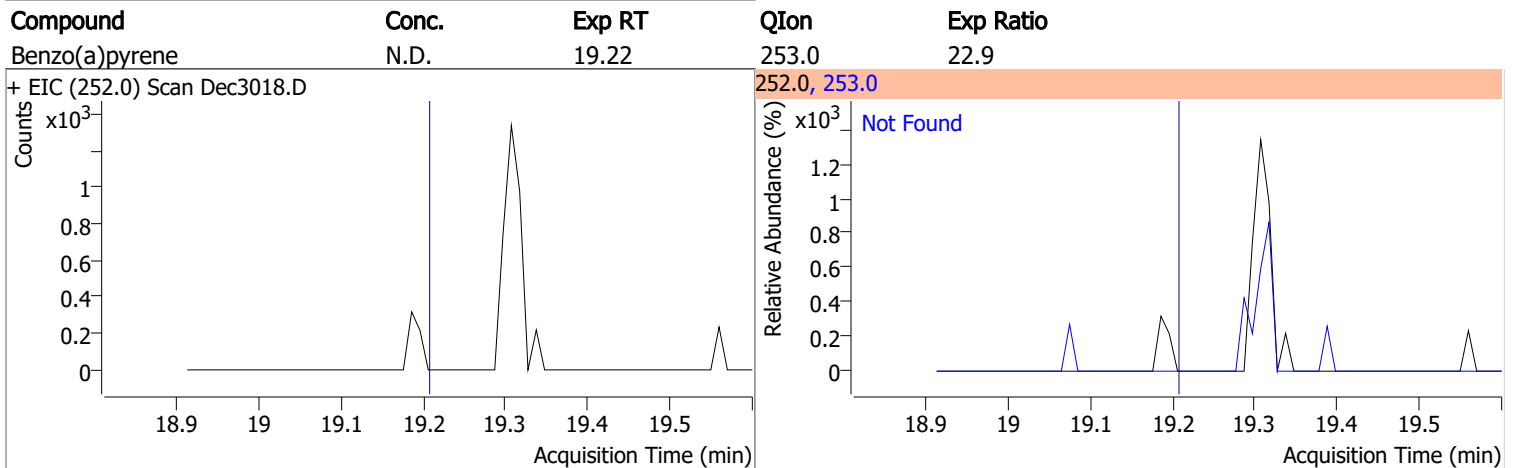 Compound Conc. Exp RT QIon Exp Ratio
Benzo(a)pyrene N.D. 19.22 253.0 22.9
+ EIC (252.0) Scan Dec3018.D
Counts
x10³
1
0.8
0.6
0.4
0.2
0
18.9 19 19.1 19.2 19.3 19.4 19.5
Acquisition Time (min)
252.0, 253.0
Relative Abundance (%)
x10³
Not Found
1.2
1
0.8
0.6
0.4
0.2
0
18.9 19 19.1 19.2 19.3 19.4 19.5
Acquisition Time (min)